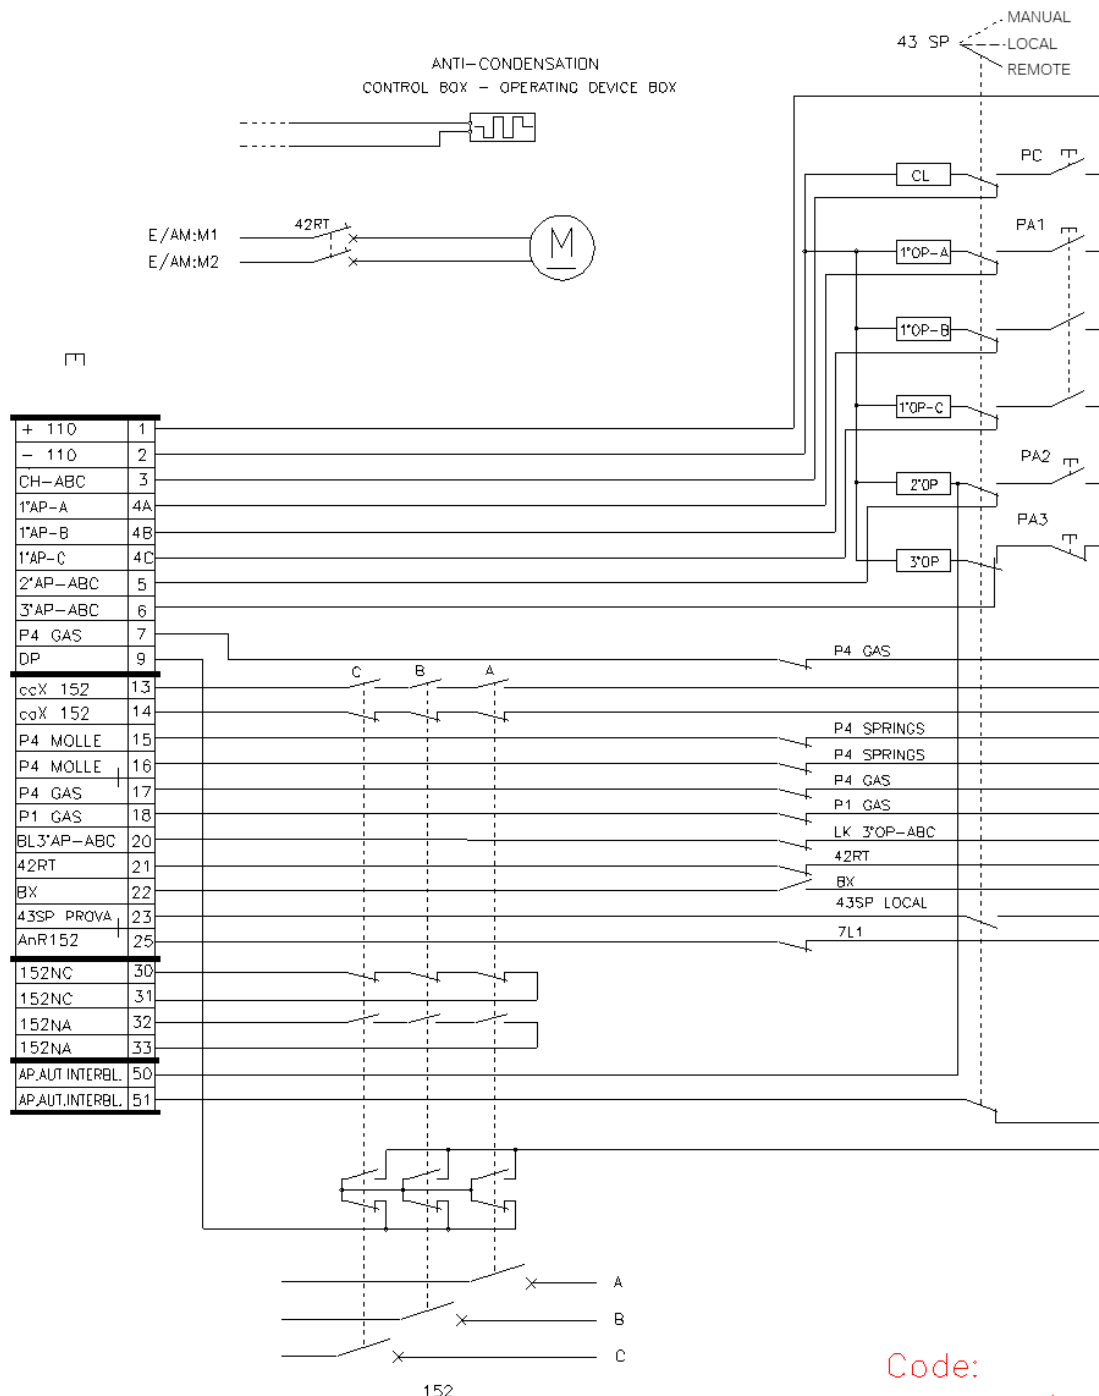 MANUAL
43 SP
LOCAL
REMOTE
ANTI-CONDENSATION
CONTROL BOX - OPERATING DEVICE BOX
PC
CL
E/AM:M1
42RT
M
E/AM:M2
PA1
1°OP-A
1°OP-B
E
1°OP-C
+ 110 1
- 110 2
CH-ABC 3
1°AP-A 4A
1°AP-B 4B
1°AP-C 4C
2°AP-ABC 5
3°AP-ABC 6
P4 GAS 7
DP 9
PA2
2°OP
PA3
3°OP
P4 GAS
C B A
ccX 152 13
caX 152 14
P4 MOLLE 15
P4 SPRINGS
P4 MOLLE 16
P4 SPRINGS
P4 GAS 17
P4 GAS
P1 GAS 18
P1 GAS
BL3°AP-ABC 20
LK 3°OP-ABC
42RT 21
42RT
BX 22
BX
43SP PROVA 23
43SP LOCAL
AnR152 25
7L1
152NC 30
152NC 31
152NA 32
152NA 33
AP.AUT.INTERBL. 50
AP.AUT.INTERBL. 51
A
B
C
152
Code: